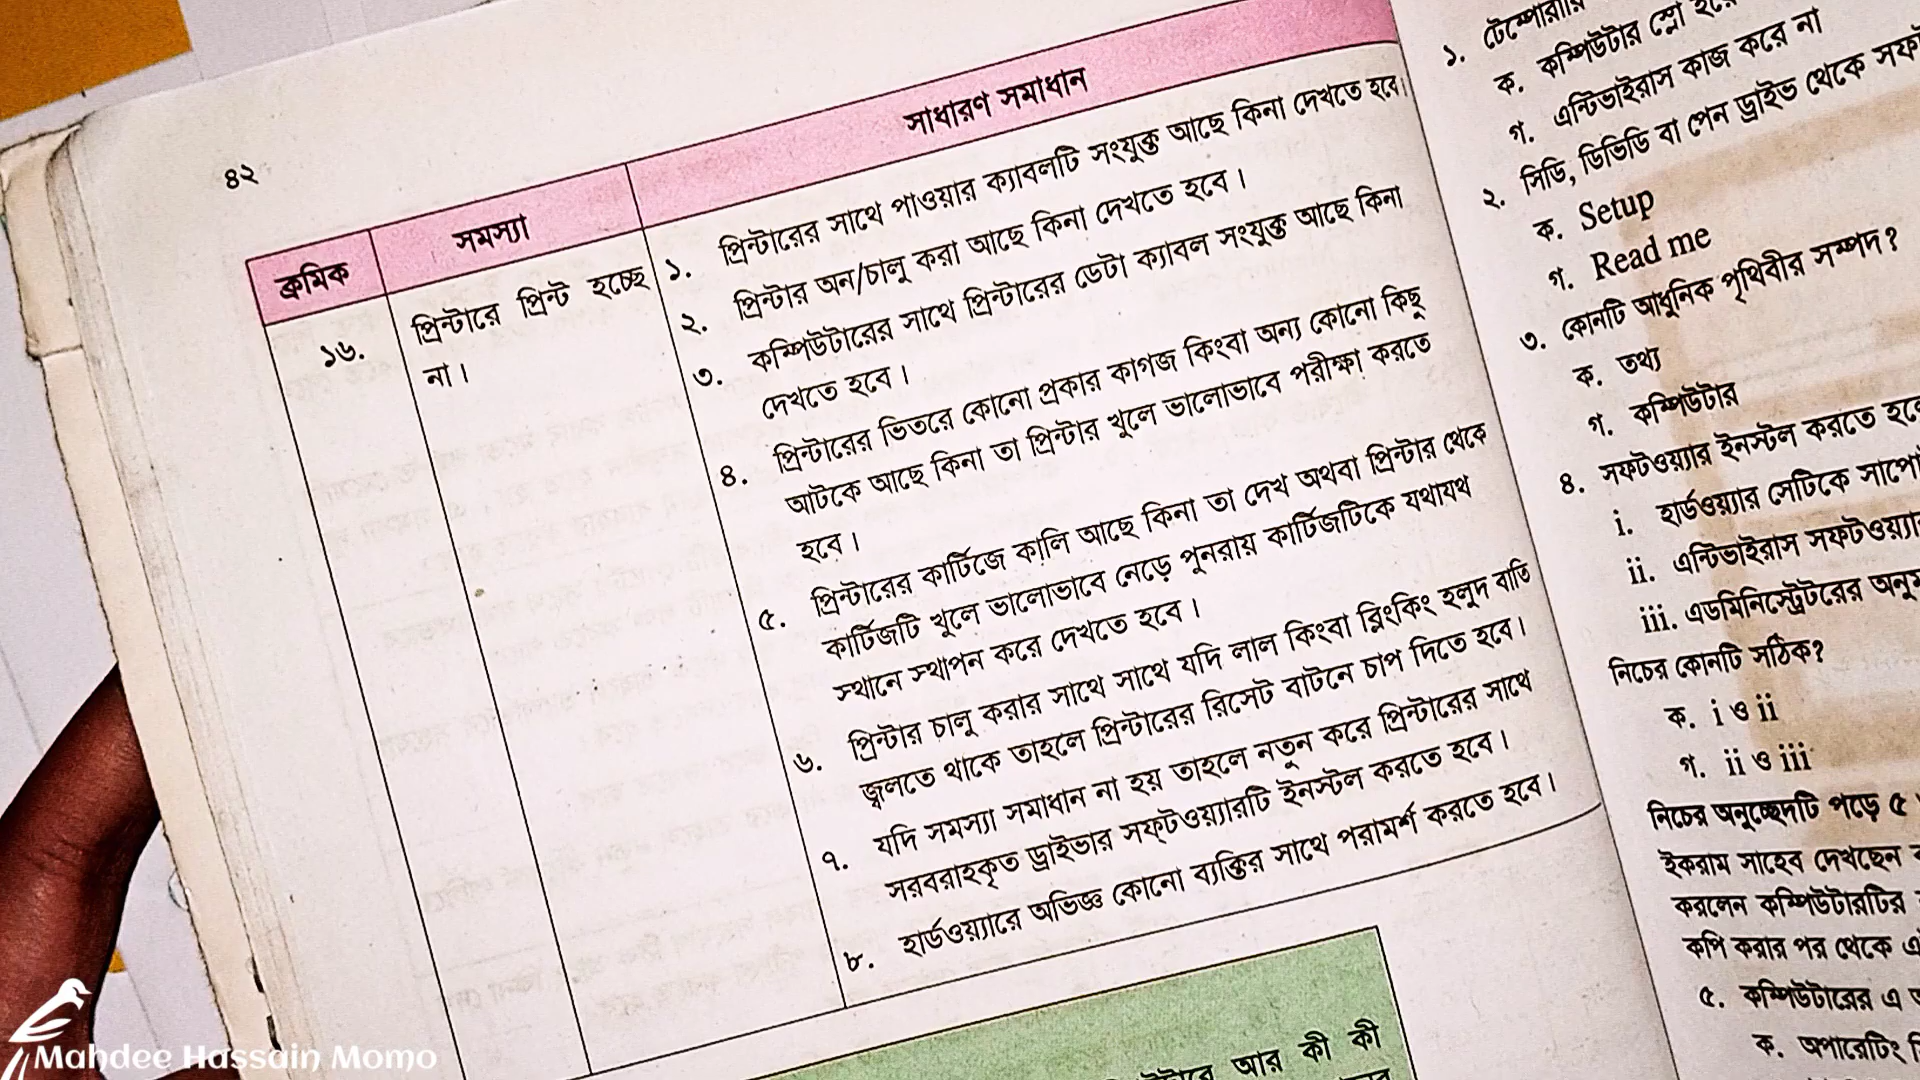 ৪২
ক্রমিক
সমস্যা
সাধারণ সমাধান
১৬.
প্রিন্টারে প্রিন্ট হচ্ছে
না।
১. প্রিন্টারের সাথে পাওয়ার ক্যাবলটি সংযুক্ত আছে কিনা দেখতে হবে।
২. প্রিন্টার অন/চালু করা আছে কিনা দেখতে হবে।
৩. কম্পিউটারের সাথে প্রিন্টারের ডেটা ক্যাবল সংযুক্ত আছে কিনা
দেখতে হবে।
৪. প্রিন্টারের ভিতরে কোনো প্রকার কাগজ কিংবা অন্য কোনো কিছু
আটকে আছে কিনা তা প্রিন্টার খুলে ভালোভাবে পরীক্ষা করতে
হবে।
৫. প্রিন্টারের কার্টিজে কালি আছে কিনা তা দেখ অথবা প্রিন্টার থেকে
কার্টিজটি খুলে ভালোভাবে নেড়ে পুনরায় কার্টিজটিকে যথাযথ
স্থানে স্থাপন করে দেখতে হবে।
৬. প্রিন্টার চালু করার সাথে সাথে যদি লাল কিংবা ব্লিংকিং হলুদ বাতি
জ্বলতে থাকে তাহলে প্রিন্টারের রিসেট বাটনে চাপ দিতে হবে।
৭. যদি সমস্যা সমাধান না হয় তাহলে নতুন করে প্রিন্টারের সাথে
সরবরাহকৃত ড্রাইভার সফ্টওয়্যারটি ইনস্টল করতে হবে।
৮. হার্ডওয়্যারে অভিজ্ঞ কোনো ব্যক্তির সাথে পরামর্শ করতে হবে।
আর কী কী
১. টেম্পোরারি
ক. কম্পিউটার স্লো
গ. এন্টিভাইরাস কাজ করে না
২. সিডি, ডিভিডি বা পেন ড্রাইভ থেকে
ক. Setup
গ. Read me
৩. কোনটি আধুনিক পৃথিবীর সম্পদ?
ক. তথ্য
গ. কম্পিউটার
৪. সফটওয়্যার ইনস্টল করতে
i. হার্ডওয়্যার সেটিকে
ii. এন্টিভাইরাস
iii. এডমিনিস্ট্রেটরের
নিচের কোনটি সঠিক?
ক. i ও ii
গ. ii ও iii
নিচের অনুচ্ছেদটি পড়ে ৫
ইকরাম সাহেব দেখছেন
করলেন কম্পিউটারটির
কপি করার পর থেকে
৫. কম্পিউটারের এ
ক. অপারেটিং
Mahdee Hassain Momo